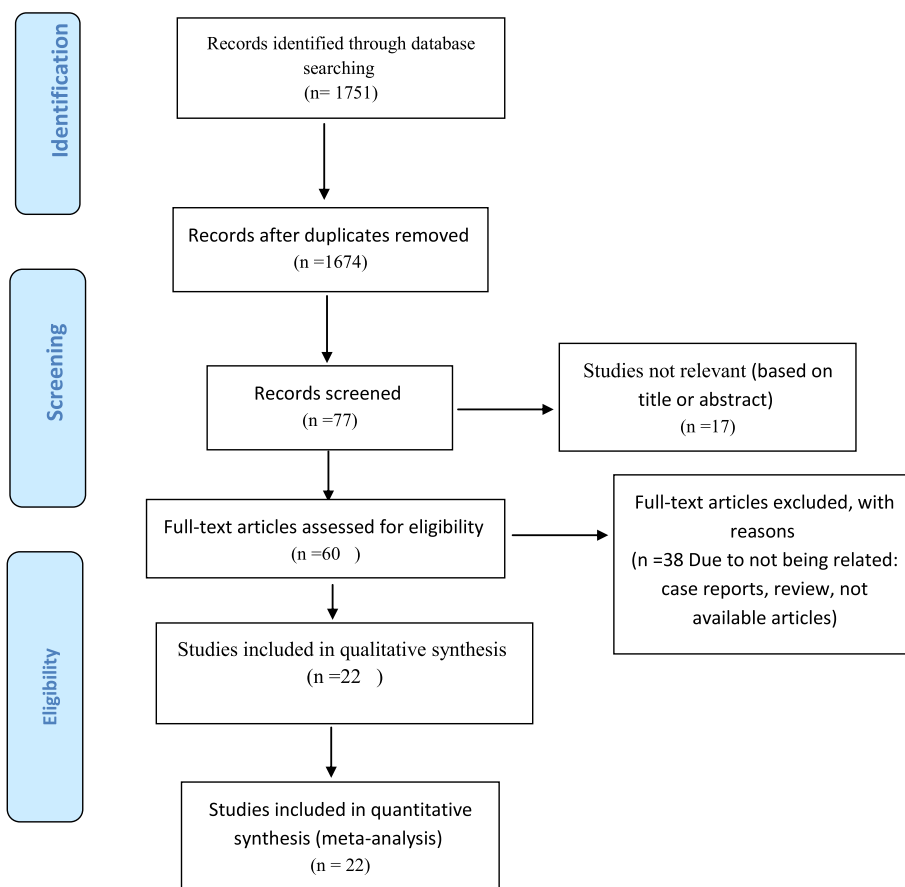 Identification
Records identified through database
searching
(n= 1751)
Records after duplicates removed
(n =1674)
Screening
Records screened
(n =77)
Studies not relevant (based on
title or abstract)
(n =17)
Full-text articles assessed for eligibility
(n =60 )
Full-text articles excluded, with
reasons
(n =38 Due to not being related:
case reports, review, not
available articles)
Eligibility
Studies included in qualitative synthesis
(n =22 )
Studies included in quantitative
synthesis (meta-analysis)
(n = 22)